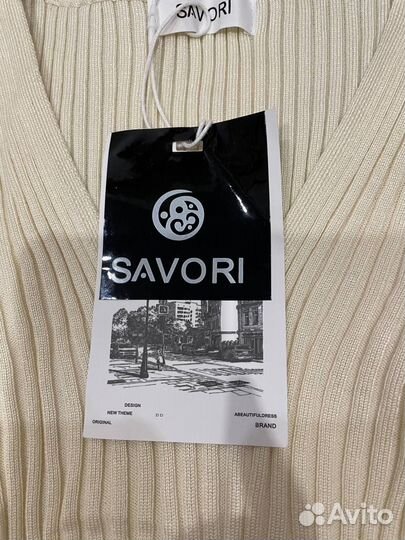 SAVORI
SAVORI
DESIGN
NEW THEME
ORIGINAL
ABEAUTIFULDRESS
BRAND
Avito